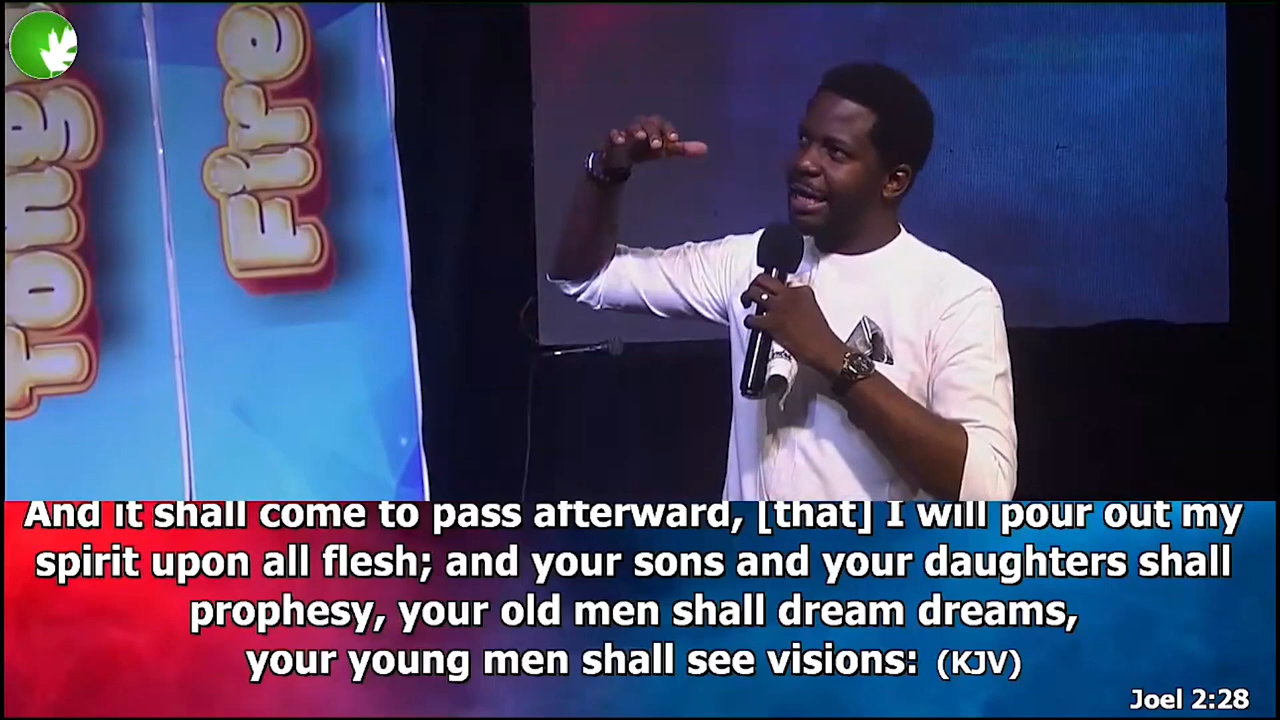 Tong
Fire
And it shall come to pass afterward, [that] I will pour out my
spirit upon all flesh; and your sons and your daughters shall
prophesy, your old men shall dream dreams,
your young men shall see visions: (KJV)
Joel 2:28